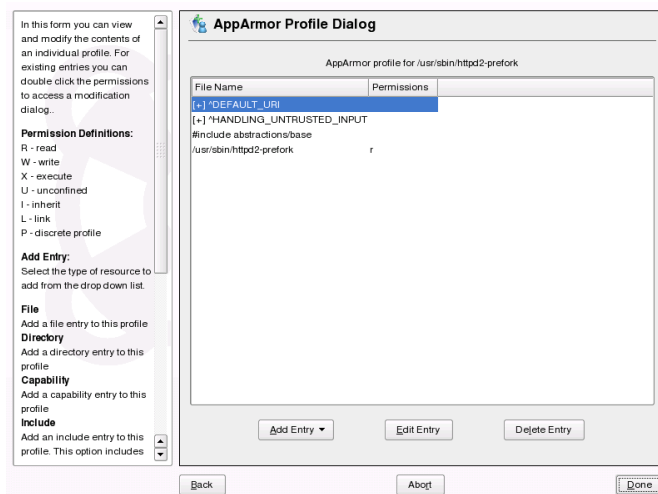 In this form you can view
and modify the contents of
an individual profile. For
existing entries you can
double click the permissions
to access a modification
dialog..
Permission Definitions:
R - read
W - write
X - execute
U - unconfined
I - inherit
L - link
P - discrete profile
Add Entry:
Select the type of resource to
add from the drop down list.
File
Add a file entry to this profile
Directory
Add a directory entry to this
profile
Capability
Add a capability entry to this
profile
Include
Add an include entry to this
profile. This option includes
AppArmor Profile Dialog
AppArmor profile for /usr/sbin/httpd2-prefork
File Name Permissions
[+] ^DEFAULT_URI
[+] ^HANDLING_UNTRUSTED_INPUT
#include abstractions/base
/usr/sbin/httpd2-prefork r
Add Entry Edit Entry Delete Entry
Back Abort Done